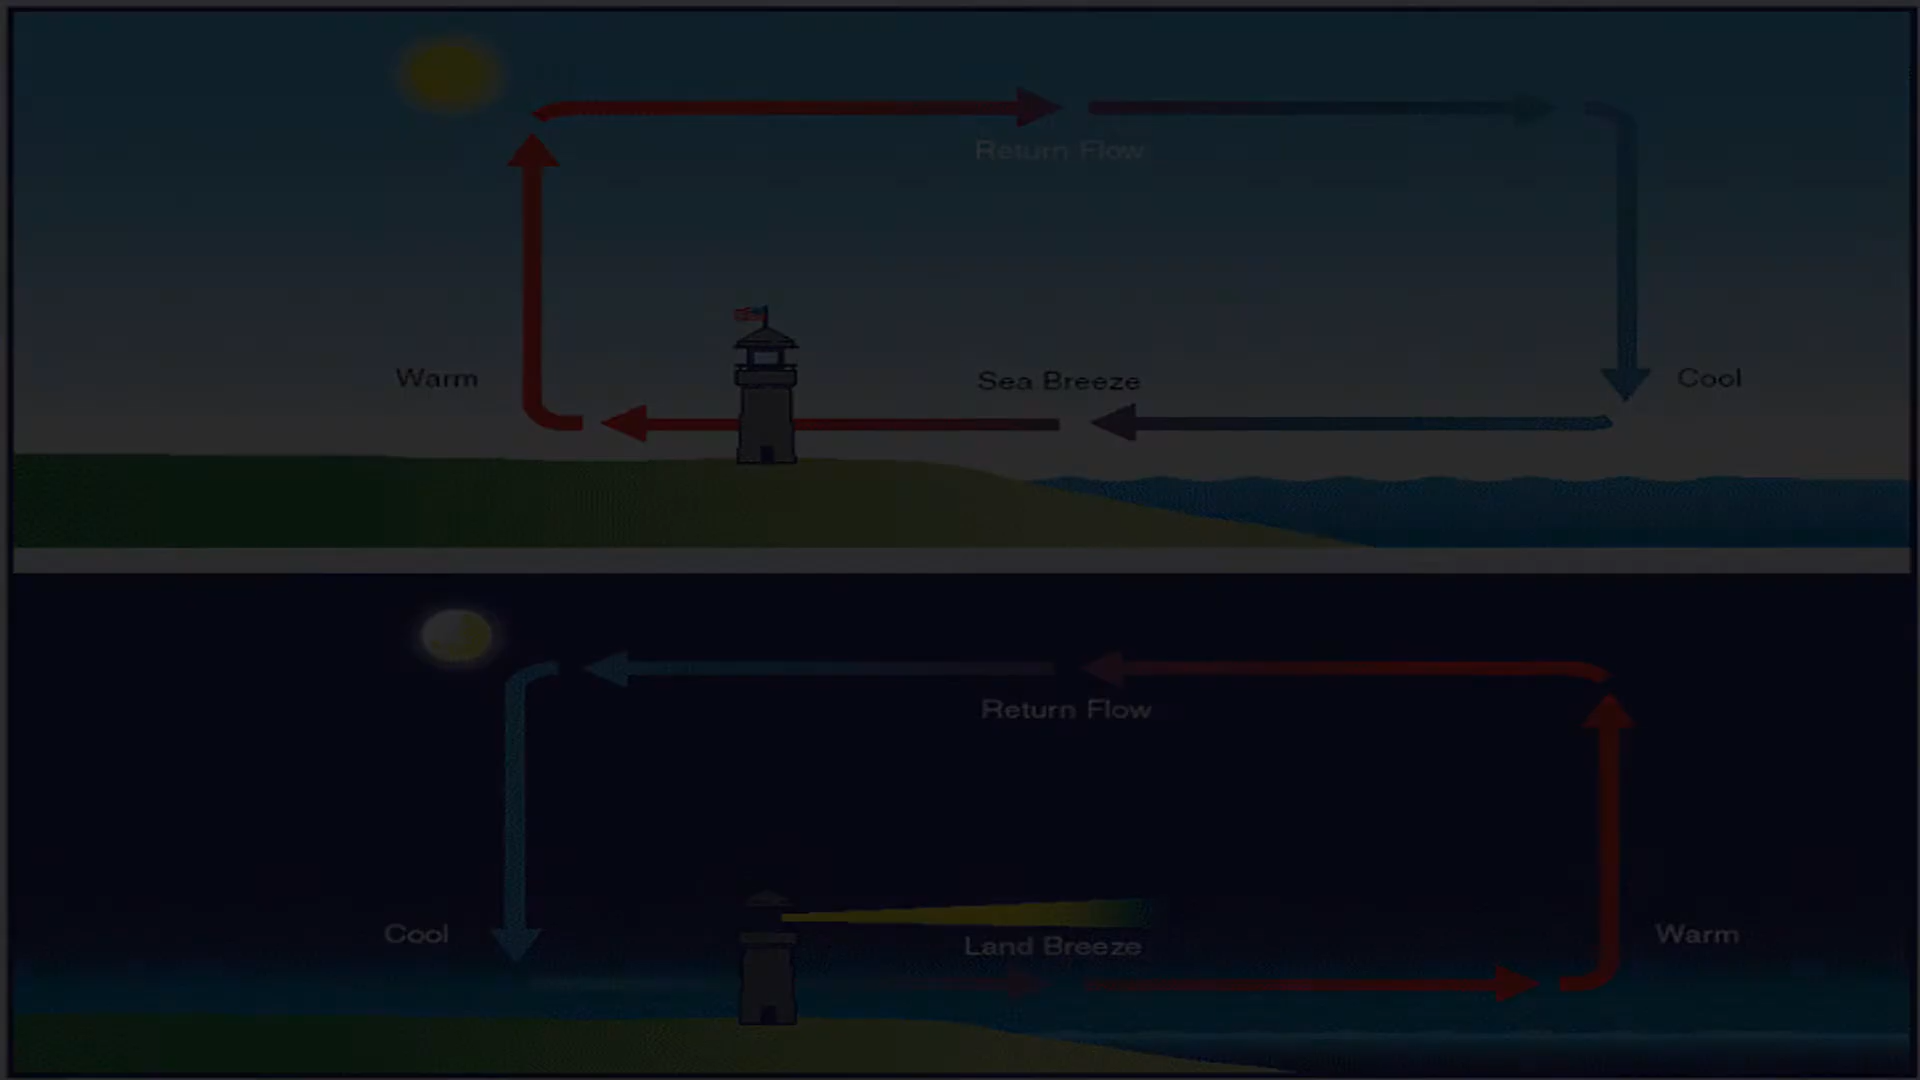 Return Flow
Warm
Sea Breeze
Cool
Return Flow
Cool
Land Breeze
Warm